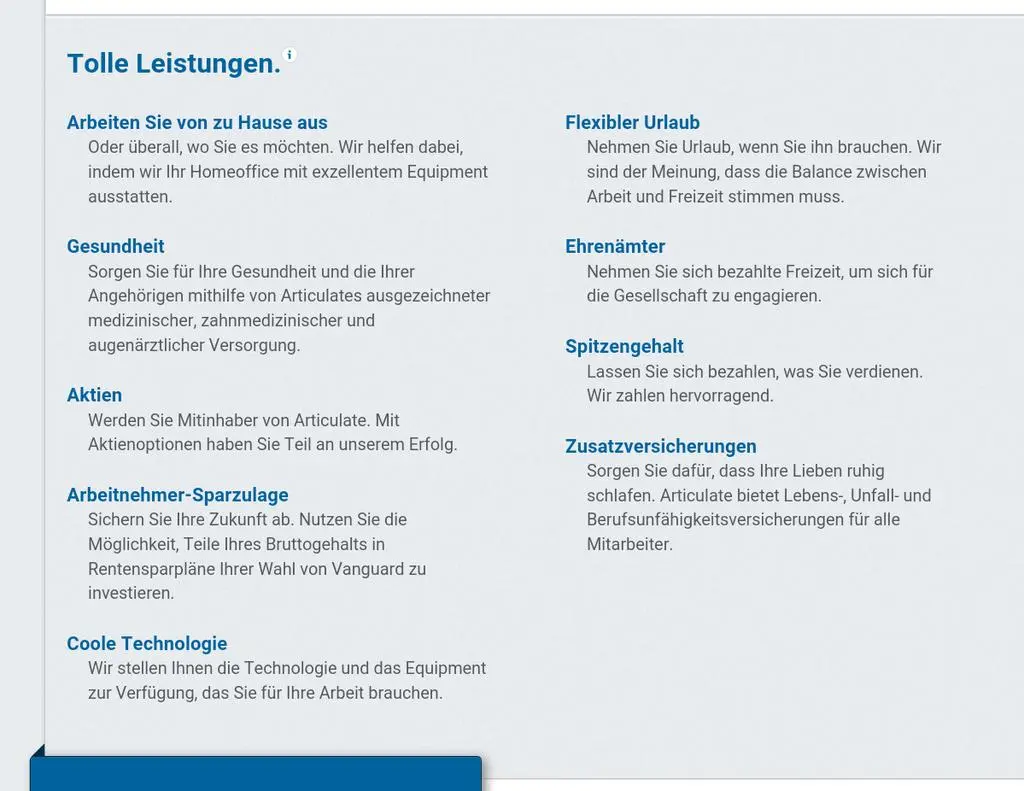 Tolle Leistungen.
Arbeiten Sie von zu Hause aus
Oder überall, wo Sie es möchten. Wir helfen dabei,
indem wir Ihr Homeoffice mit exzellentem Equipment
ausstatten.
Gesundheit
Sorgen Sie für Ihre Gesundheit und die Ihrer
Angehörigen mithilfe von Articulates ausgezeichneter
medizinischer, zahnmedizinischer und
augenärztlicher Versorgung.
Aktien
Werden Sie Mitinhaber von Articulate. Mit
Aktienoptionen haben Sie Teil an unserem Erfolg.
Arbeitnehmer-Sparzulage
Sichern Sie Ihre Zukunft ab. Nutzen Sie die
Möglichkeit, Teile Ihres Bruttogehalts in
Rentensparpläne Ihrer Wahl von Vanguard zu
investieren.
Coole Technologie
Wir stellen Ihnen die Technologie und das Equipment
zur Verfügung, das Sie für Ihre Arbeit brauchen.
Flexibler Urlaub
Nehmen Sie Urlaub, wenn Sie ihn brauchen. Wir
sind der Meinung, dass die Balance zwischen
Arbeit und Freizeit stimmen muss.
Ehrenämter
Nehmen Sie sich bezahlte Freizeit, um sich für
die Gesellschaft zu engagieren.
Spitzengehalt
Lassen Sie sich bezahlen, was Sie verdienen.
Wir zahlen hervorragend.
Zusatzversicherungen
Sorgen Sie dafür, dass Ihre Lieben ruhig
schlafen. Articulate bietet Lebens-, Unfall- und
Berufsunfähigkeitsversicherungen für alle
Mitarbeiter.